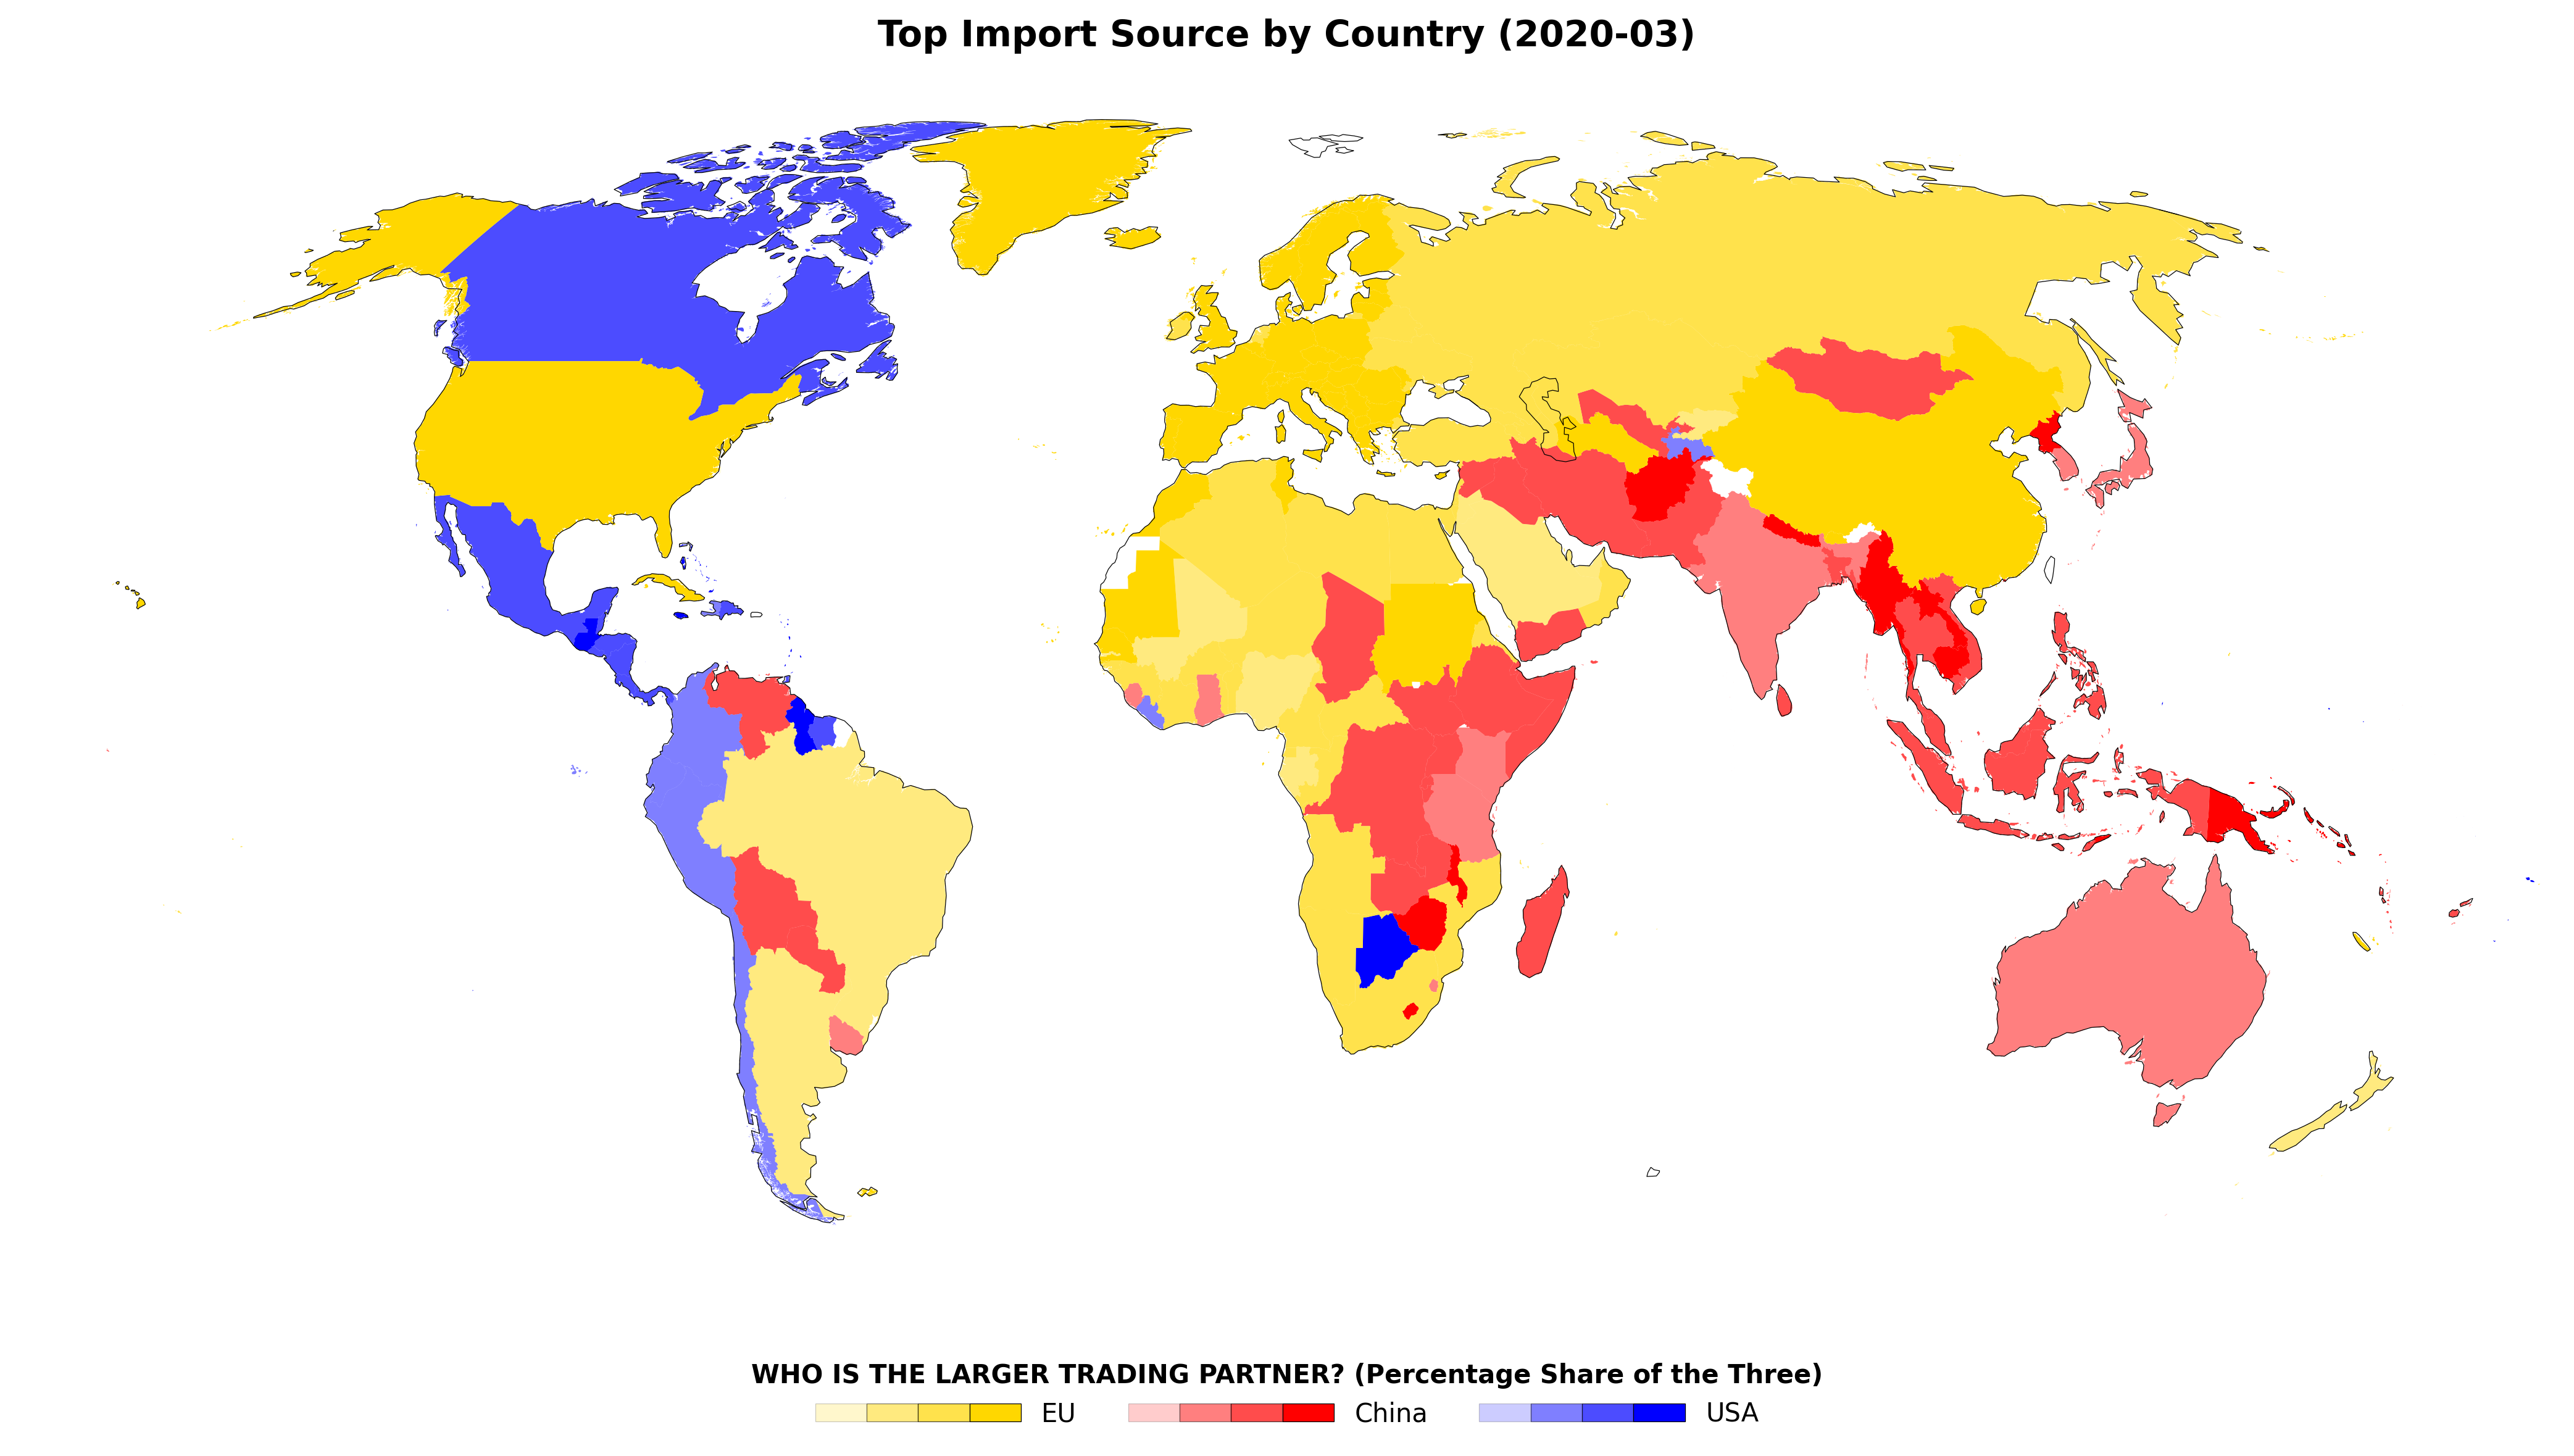 Top Import Source by Country (2020-03)
WHO IS THE LARGER TRADING PARTNER? (Percentage Share of the Three)
EU China USA